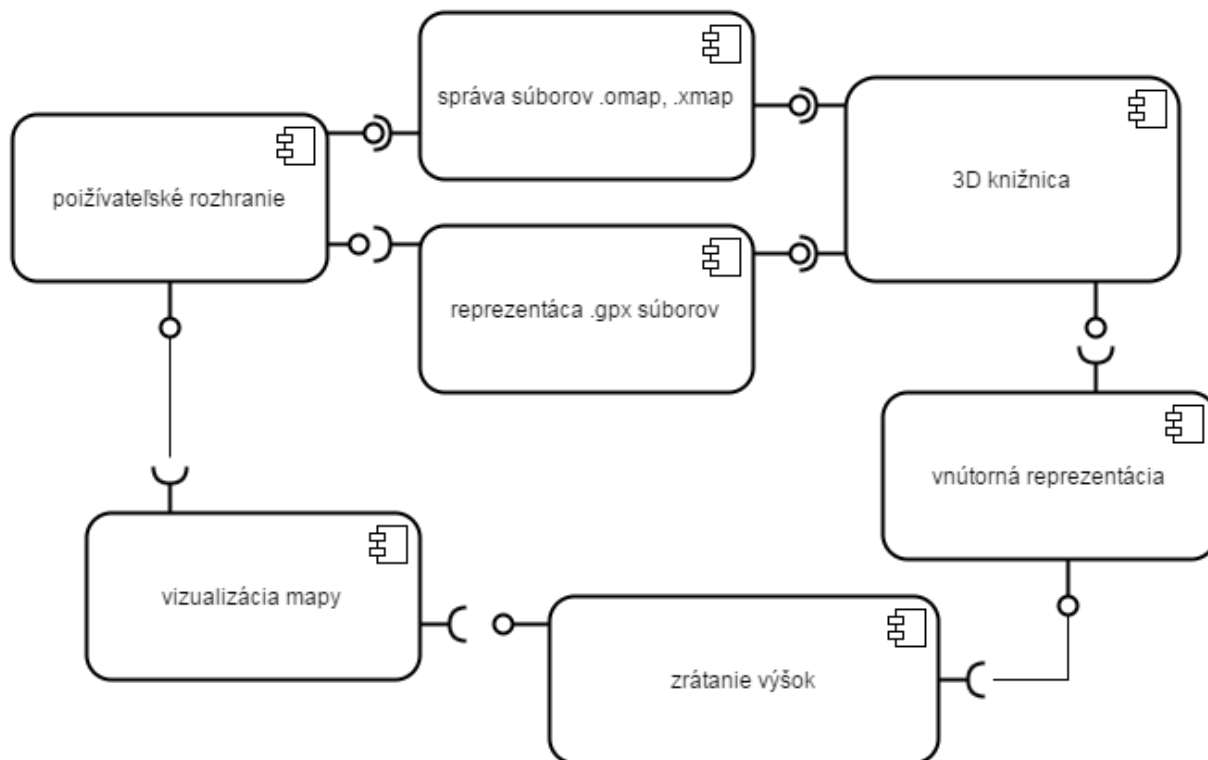 správa súborov .omap, .xmap
poižívateľské rozhranie
3D knižnica
reprezentáca .gpx súborov
vnútorná reprezentácia
vizualizácia mapy
zrátanie výšok